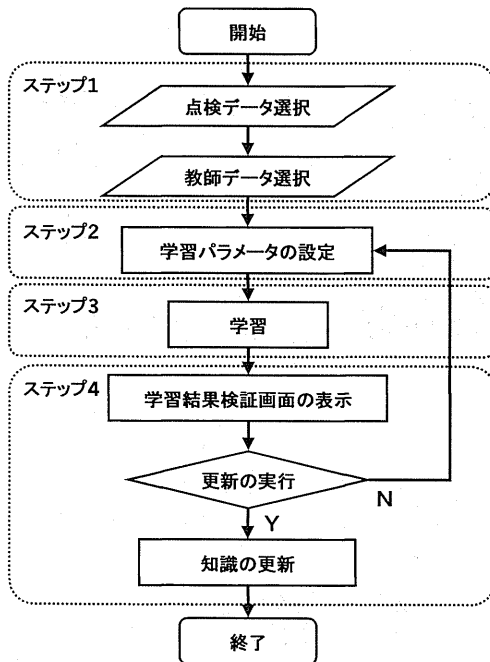 開始
ステップ1
点検データ選択
教師データ選択
ステップ2
学習パラメータの設定
ステップ3
学習
ステップ4
学習結果検証画面の表示
更新の実行
N
Y
知識の更新
終了